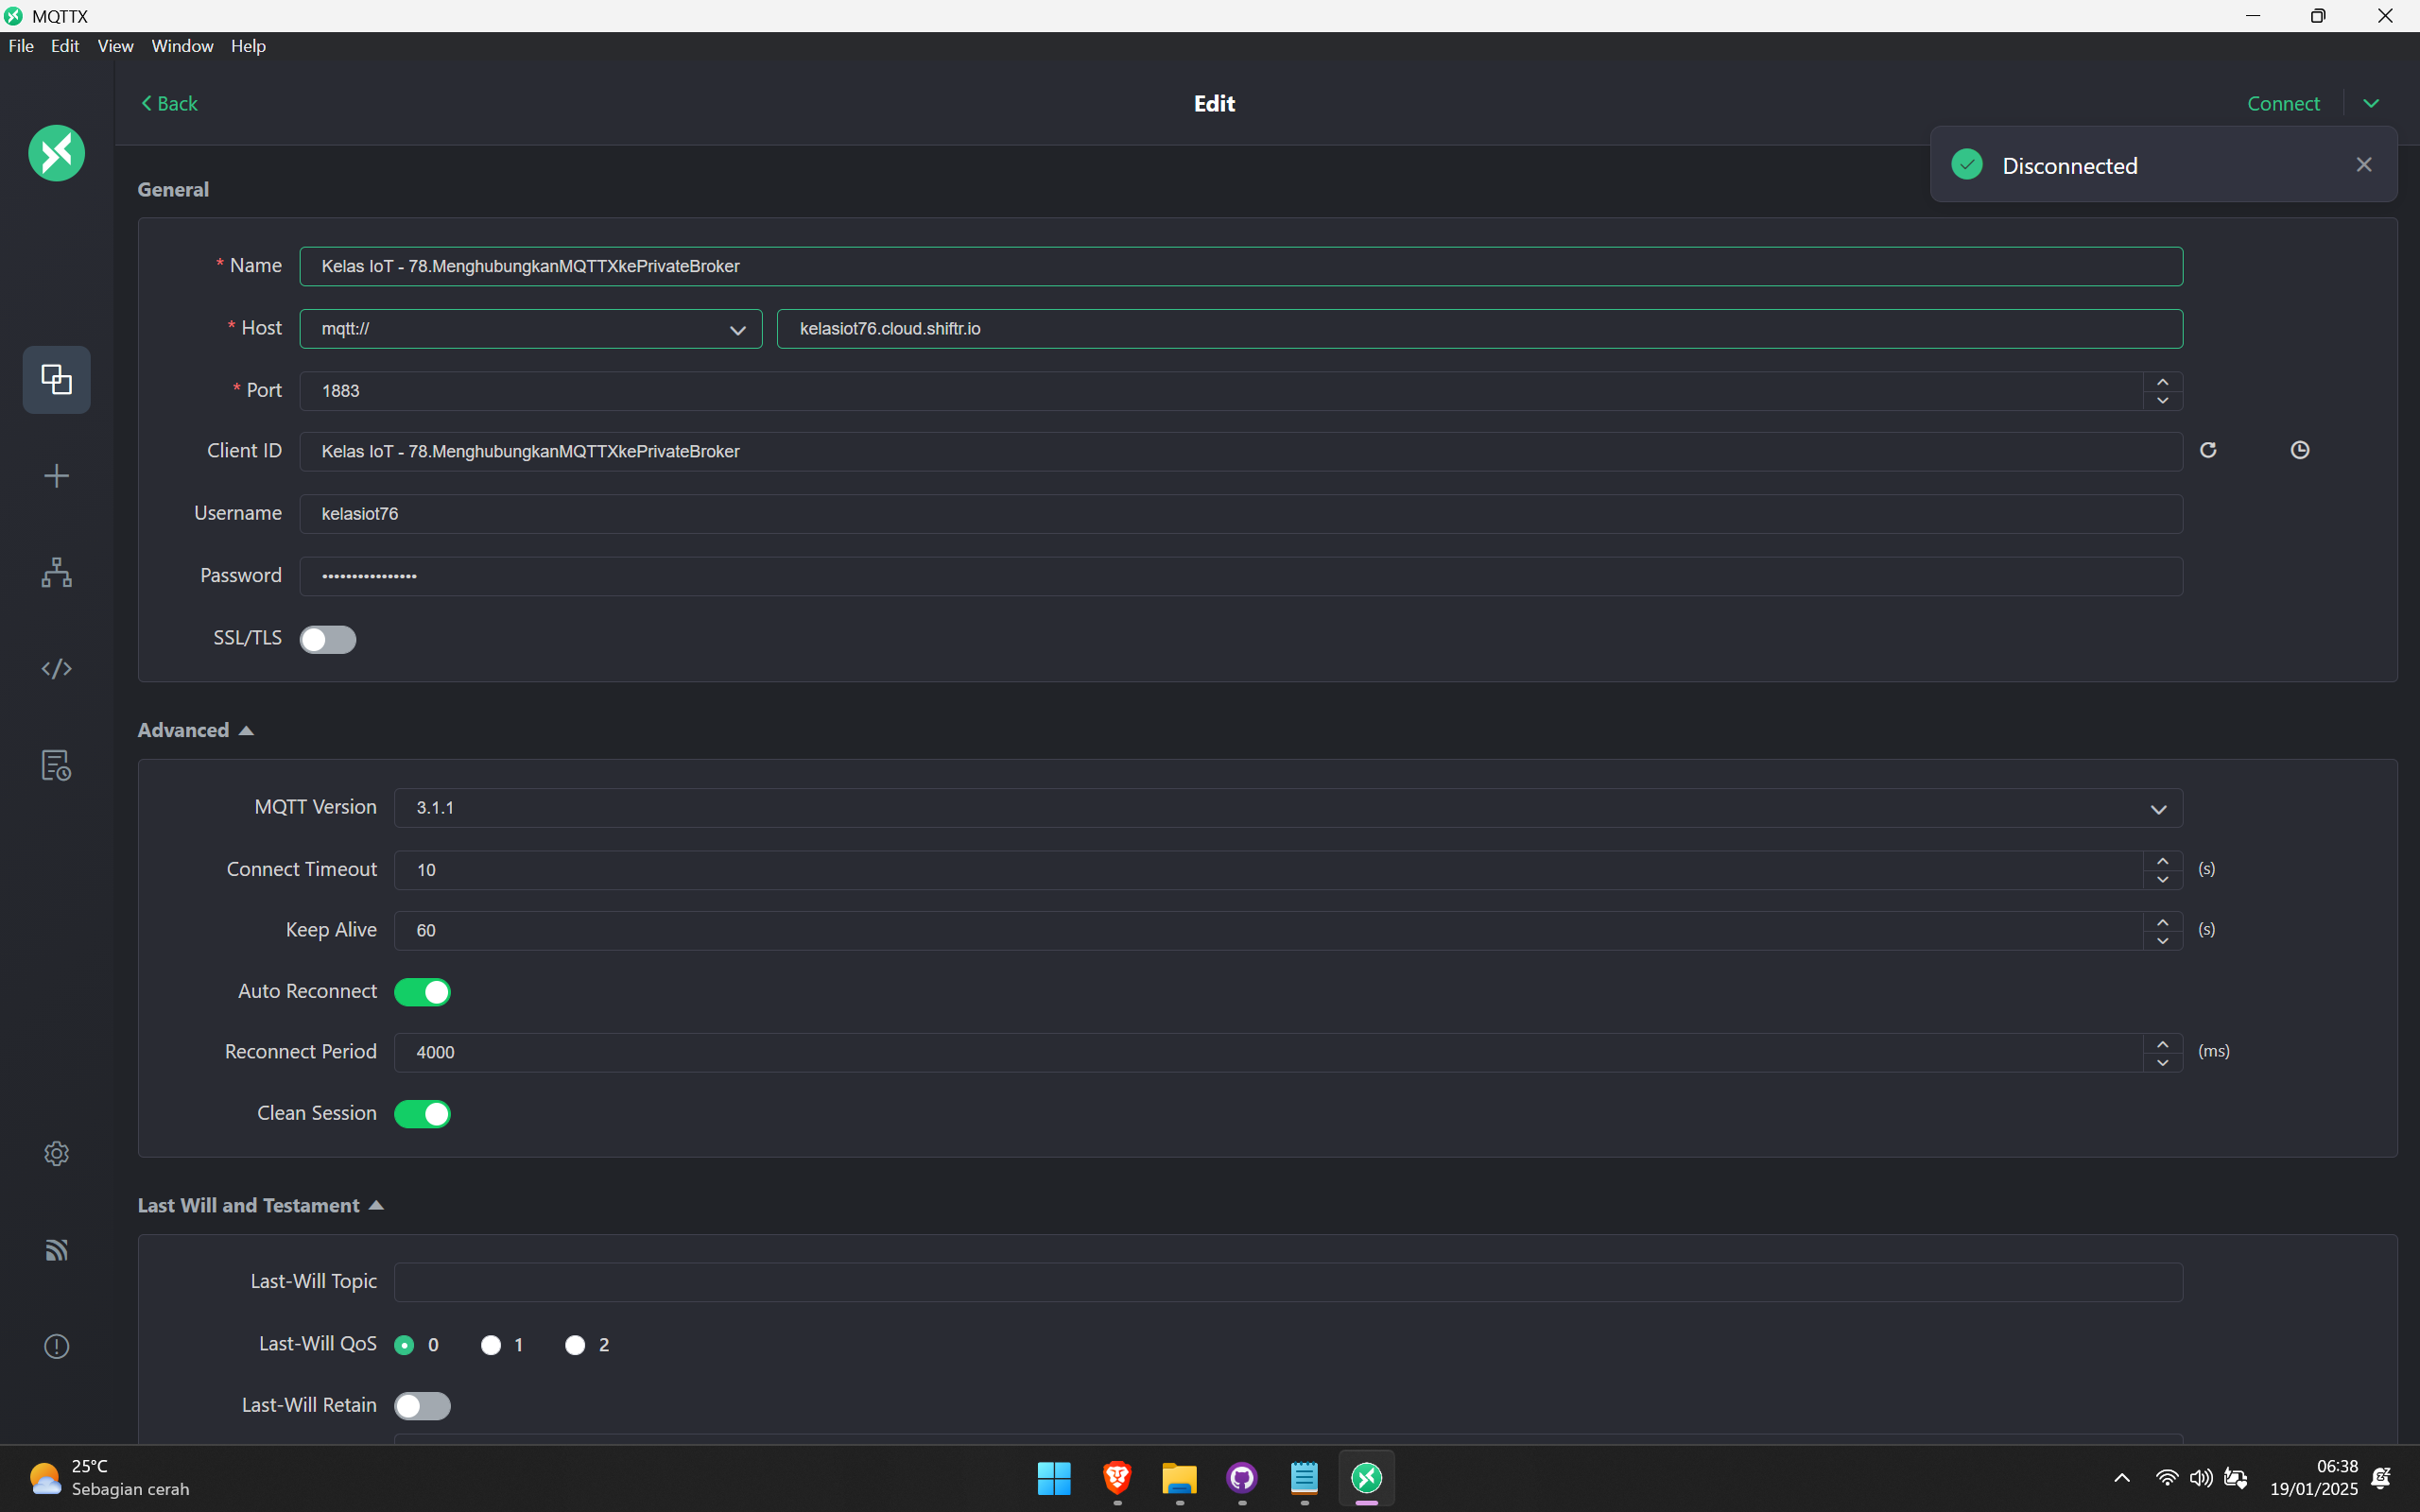 MQTTX
File Edit View Window Help
Back
Edit
Connect
Disconnected
General
* Name Kelas IoT - 78.MenghubungkanMQTTXkePrivateBroker
* Host mqtt:// kelasiot76.cloud.shiftr.io
* Port 1883
Client ID Kelas IoT - 78.MenghubungkanMQTTXkePrivateBroker
Username kelasiot76
Password ••••••••••••••••
SSL/TLS
Advanced
MQTT Version 3.1.1
Connect Timeout 10 (s)
Keep Alive 60 (s)
Auto Reconnect
Reconnect Period 4000 (ms)
Clean Session
Last Will and Testament
Last-Will Topic
Last-Will QoS 0 1 2
Last-Will Retain
25°C
Sebagian cerah
06:38
19/01/2025